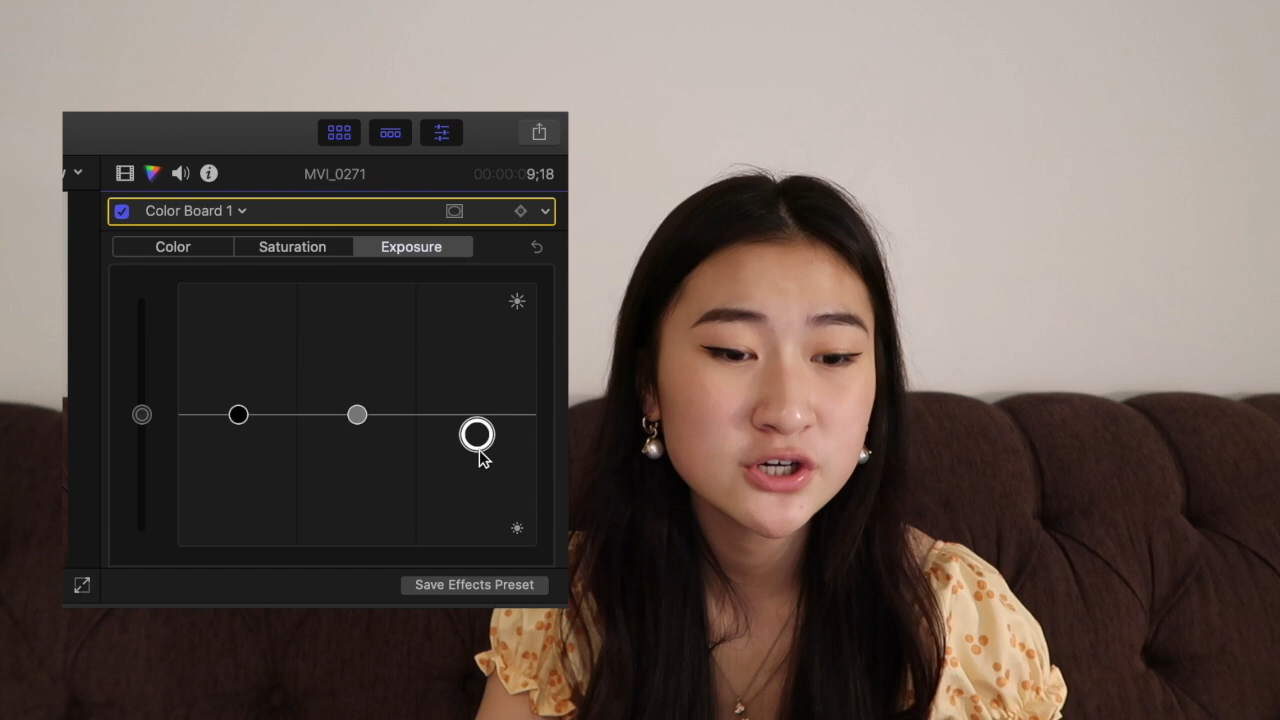 MVI_0271 00:00:09;18
Color Board 1
Color Saturation Exposure
Save Effects Preset